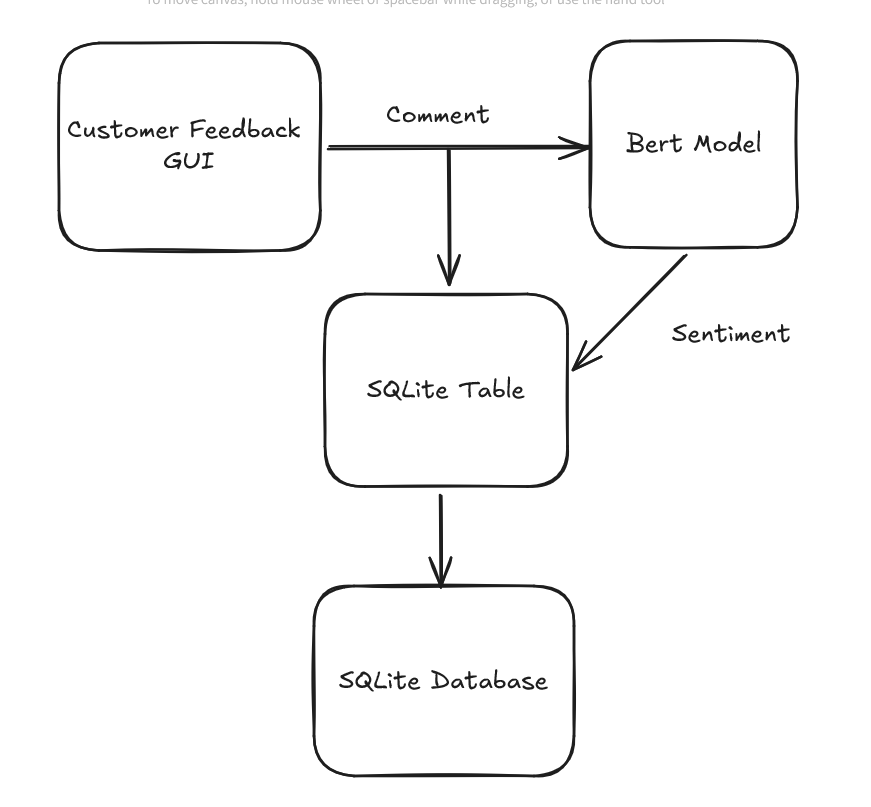 To move canvas, hold mouse wheel or spacebar while dragging, or use the hand tool
Customer Feedback
GUI
Comment
Bert Model
Sentiment
SQLite Table
SQLite Database